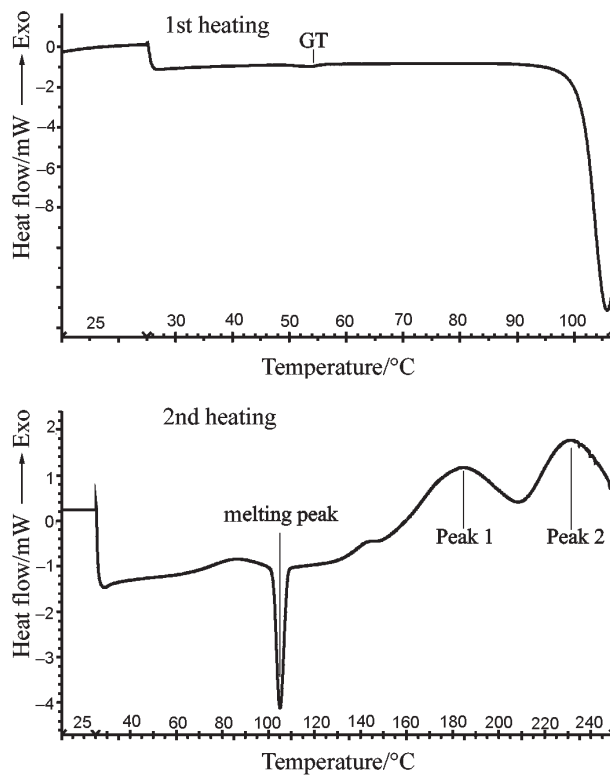 1st heating
GT
Heat flow/mW → Exo
0
−2
−4
−6
−8
25 30 40 50 60 70 80 90 100
Temperature/°C
2nd heating
Heat flow/mW → Exo
2
1
0
−1
−2
−3
−4
melting peak
Peak 1
Peak 2
25 40 60 80 100 120 140 160 180 200 220 240
Temperature/°C